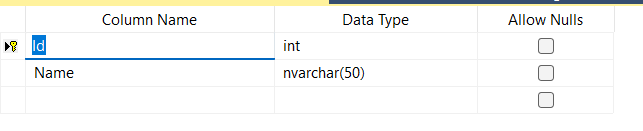 Column Name Data Type Allow Nulls
Id int
Name nvarchar(50)